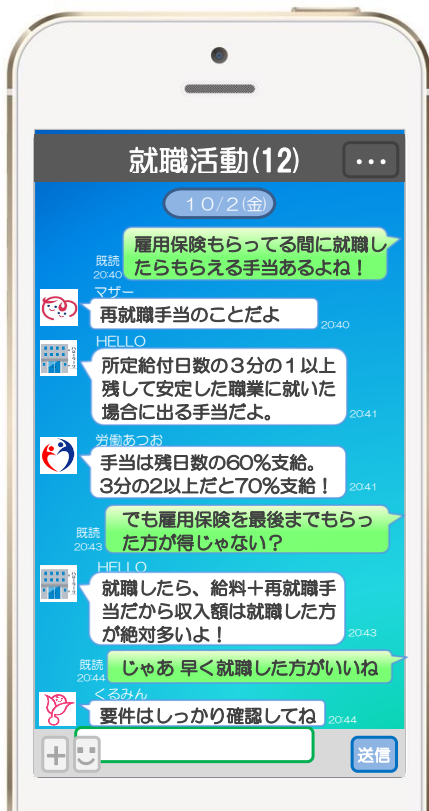 就職活動(12)
…
10/2(金)
雇用保険もらってる間に就職し
たらもらえる手当あるよね！
既読
20:40
マザー
再就職手当のことだよ
20:40
HELLO
所定給付日数の３分の１以上
残して安定した職業に就いた
場合に出る手当だよ。
20:41
労働あつお
手当は残日数の60%支給。
3分の2以上だと70%支給！
20:41
でも雇用保険を最後までもらっ
た方が得じゃない？
既読
20:43
HELLO
就職したら、給料＋再就職手
当だから収入額は就職した方
が絶対多いよ！
20:43
じゃあ 早く就職した方がいいね
既読
20:44
くるみん
要件はしっかり確認してね
20:44
送信